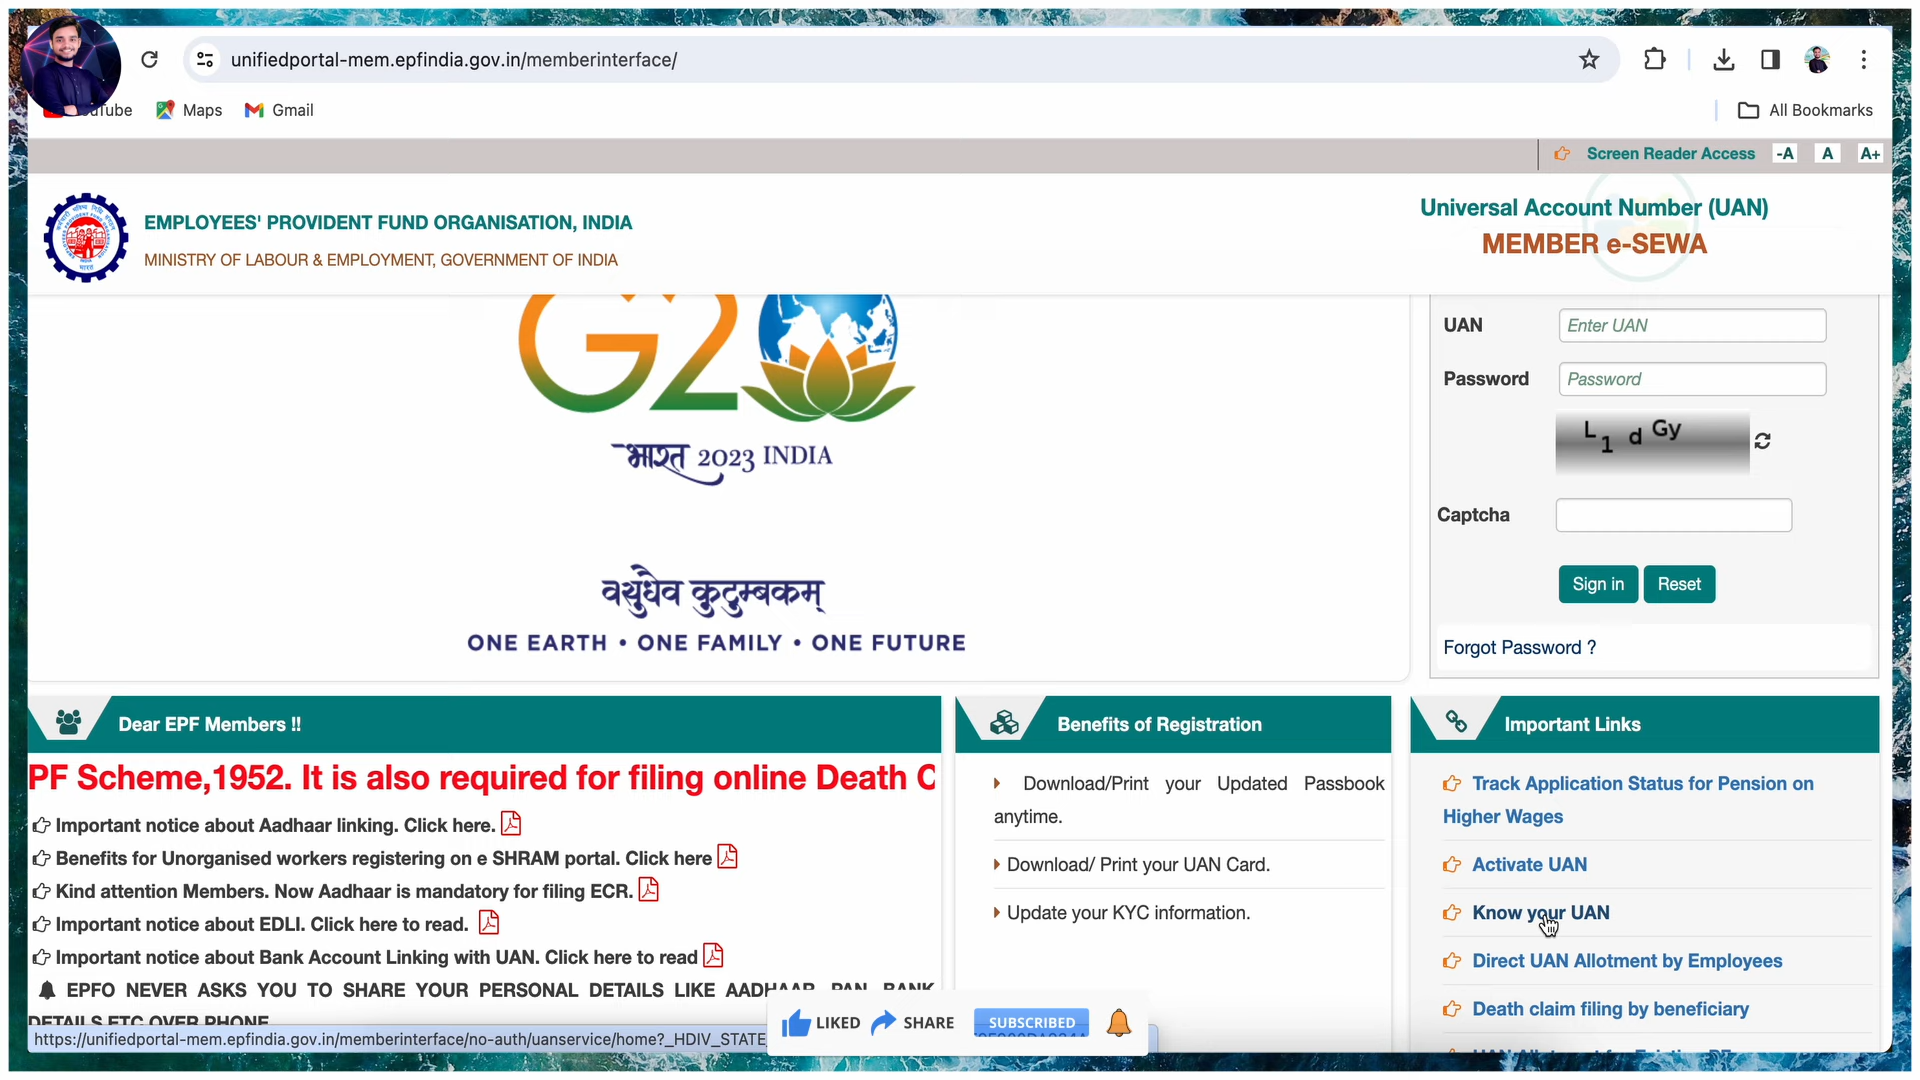 unifiedportal-mem.epfindia.gov.in/memberinterface/
Maps
Gmail
All Bookmarks
Screen Reader Access
-A
A
A+
EMPLOYEES' PROVIDENT FUND ORGANISATION, INDIA
MINISTRY OF LABOUR & EMPLOYMENT, GOVERNMENT OF INDIA
Universal Account Number (UAN)
MEMBER e-SEWA
G20
भारत 2023 INDIA
वसुधैव कुटुम्बकम्
ONE EARTH • ONE FAMILY • ONE FUTURE
UAN
Enter UAN
Password
Password
L1dGy
Captcha
Sign in
Reset
Forgot Password ?
Dear EPF Members !!
PF Scheme,1952. It is also required for filing online Death C
Important notice about Aadhaar linking. Click here.
Benefits for Unorganised workers registering on e SHRAM portal. Click here
Kind attention Members. Now Aadhaar is mandatory for filing ECR.
Important notice about EDLI. Click here to read.
Important notice about Bank Account Linking with UAN. Click here to read
EPFO NEVER ASKS YOU TO SHARE YOUR PERSONAL DETAILS LIKE AADHAAR, PAN, BANK
DETAILS ETC OVER PHONE
Benefits of Registration
Download/Print your Updated Passbook
anytime.
Download/ Print your UAN Card.
Update your KYC information.
Important Links
Track Application Status for Pension on
Higher Wages
Activate UAN
Know your UAN
Direct UAN Allotment by Employees
Death claim filing by beneficiary
https://unifiedportal-mem.epfindia.gov.in/memberinterface/no-auth/uanservice/home?_HDIV_STATE_
LIKED
SHARE
SUBSCRIBED